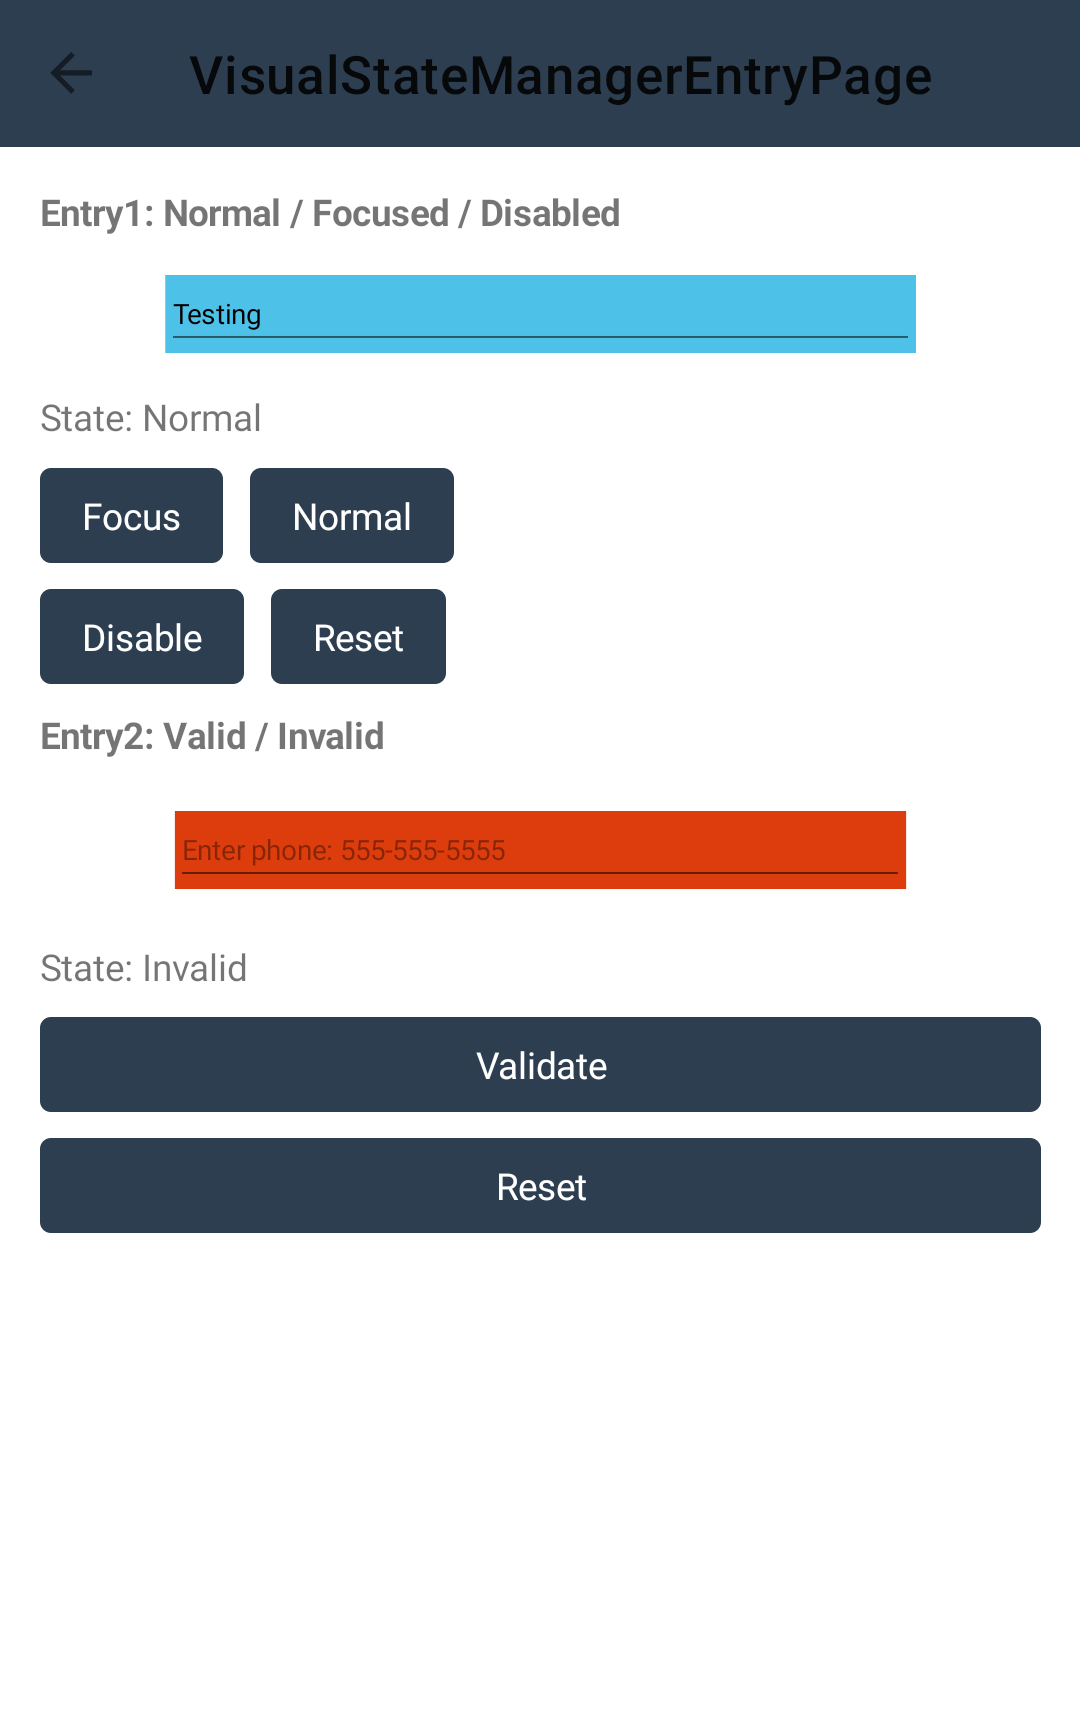 VisualStateManagerEntryPage
Entry1: Normal / Focused / Disabled
Testing
State: Normal
Focus Normal
Disable Reset
Entry2: Valid / Invalid
Enter phone: 555-555-5555
State: Invalid
Validate
Reset